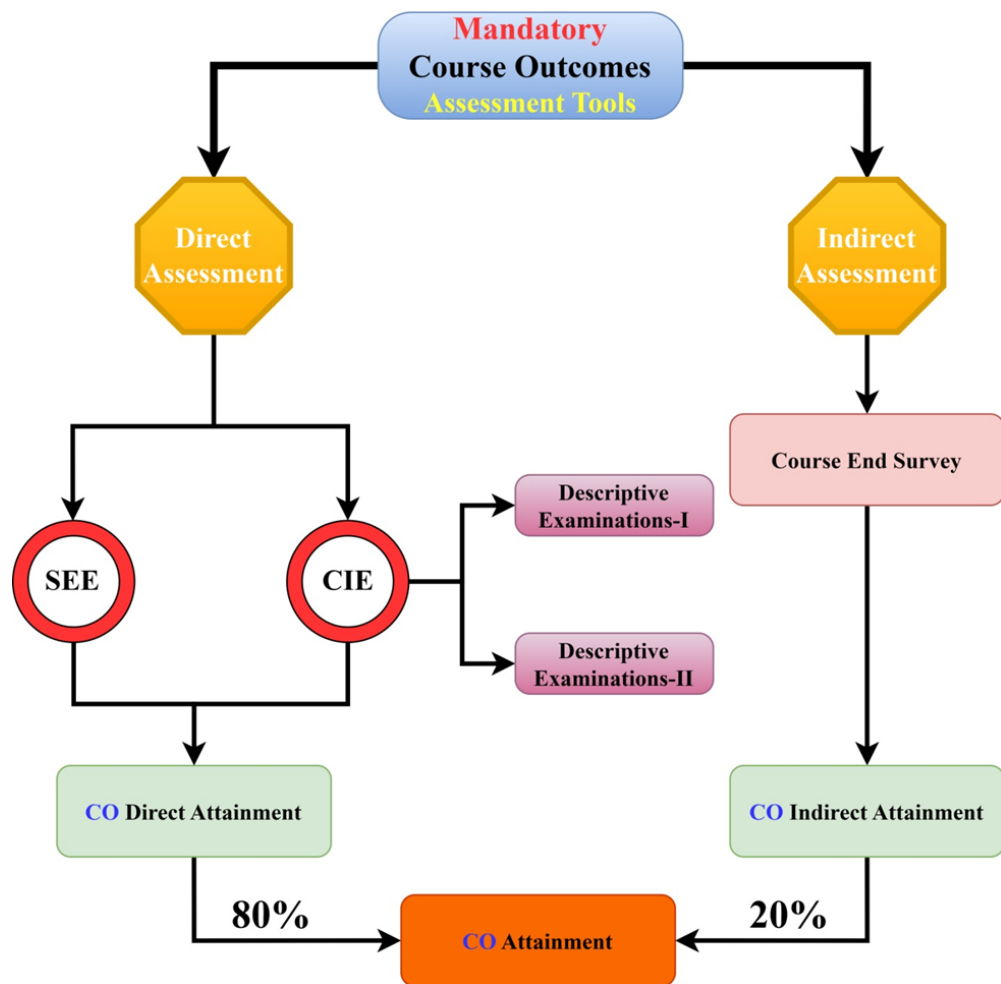 Mandatory
Course Outcomes
Assessment Tools
Direct
Assessment
Indirect
Assessment
Course End Survey
Descriptive
Examinations-I
SEE
CIE
Descriptive
Examinations-II
CO Direct Attainment
CO Indirect Attainment
80%
20%
CO Attainment